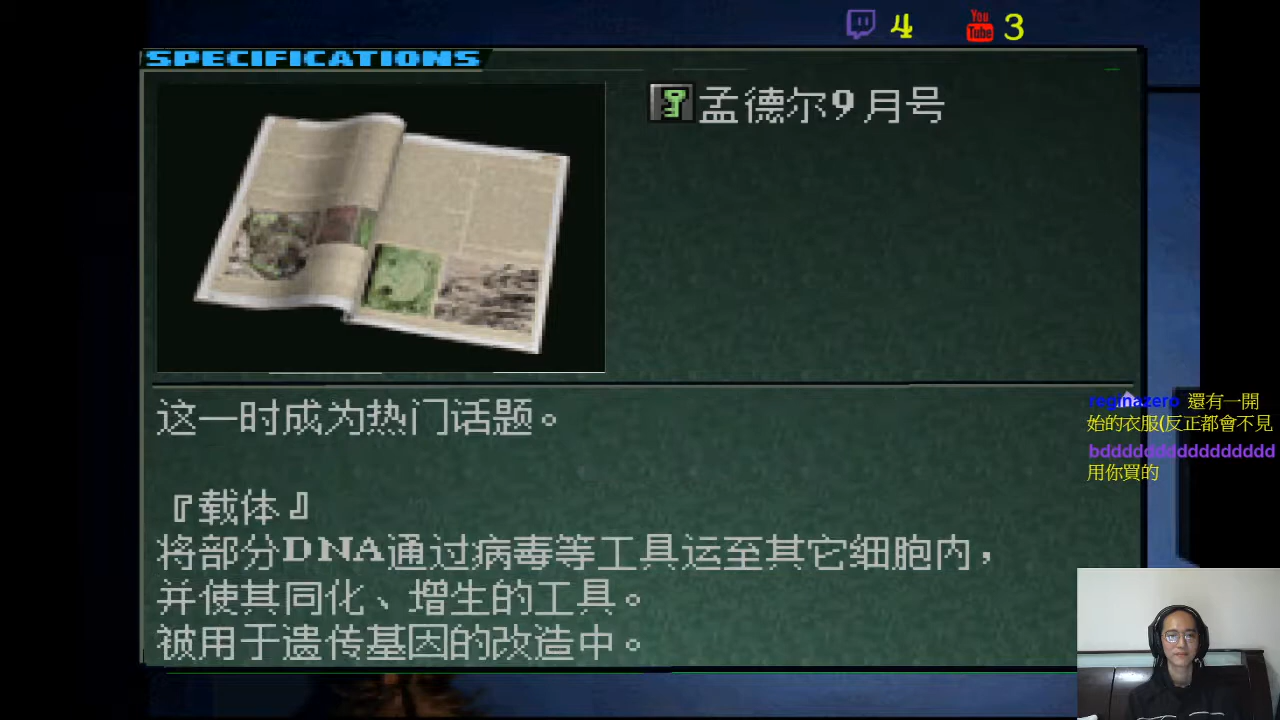 4
You
Tube
3
SPECIFICATIONS
孟德尔9月号
这一时成为热门话题。
『载体』
将部分DNA通过病毒等工具运至其它细胞内，
并使其同化、增生的工具。
被用于遗传基因的改造中。
reginazero 還有一開
始的衣服(反正都會不見
bdddddddddddddddddd
用你買的